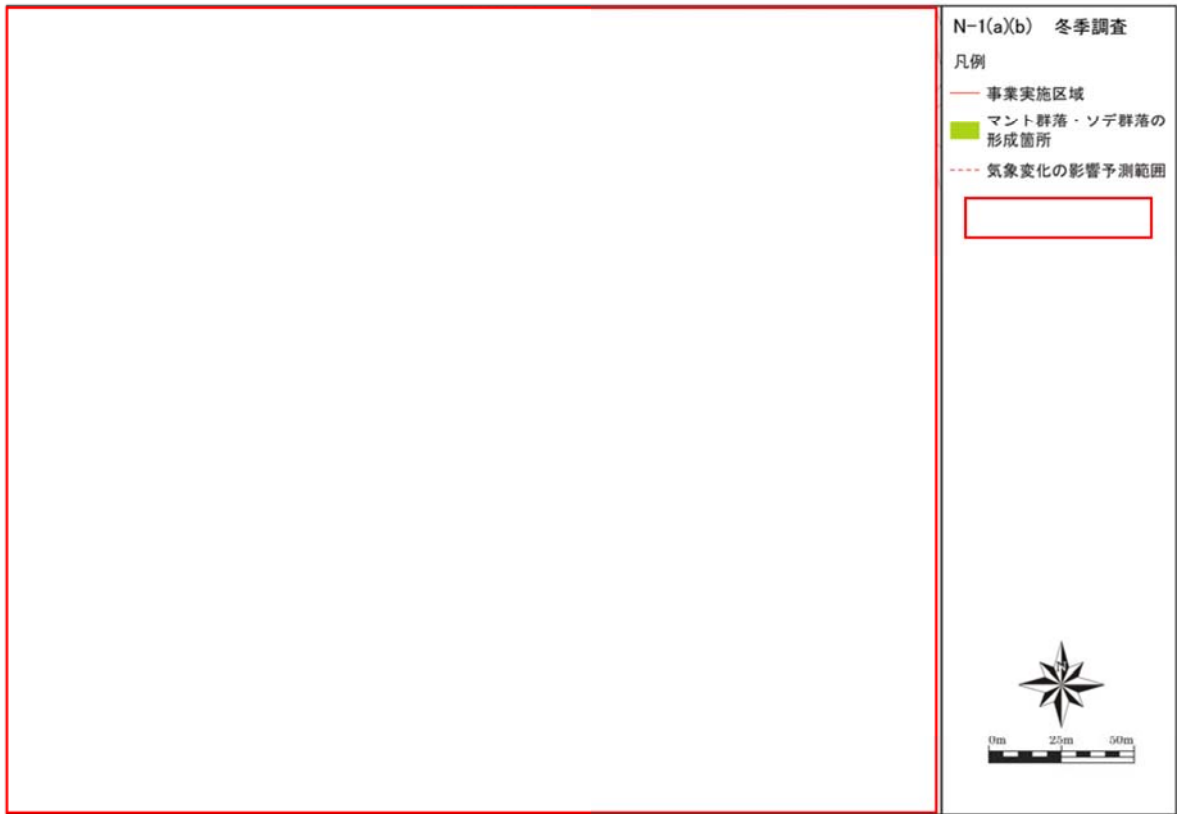 N-1(a)(b) 冬季調査
凡例
事業実施区域
マント群落・ソデ群落の
形成箇所
気象変化の影響予測範囲
N
0m 25m 50m